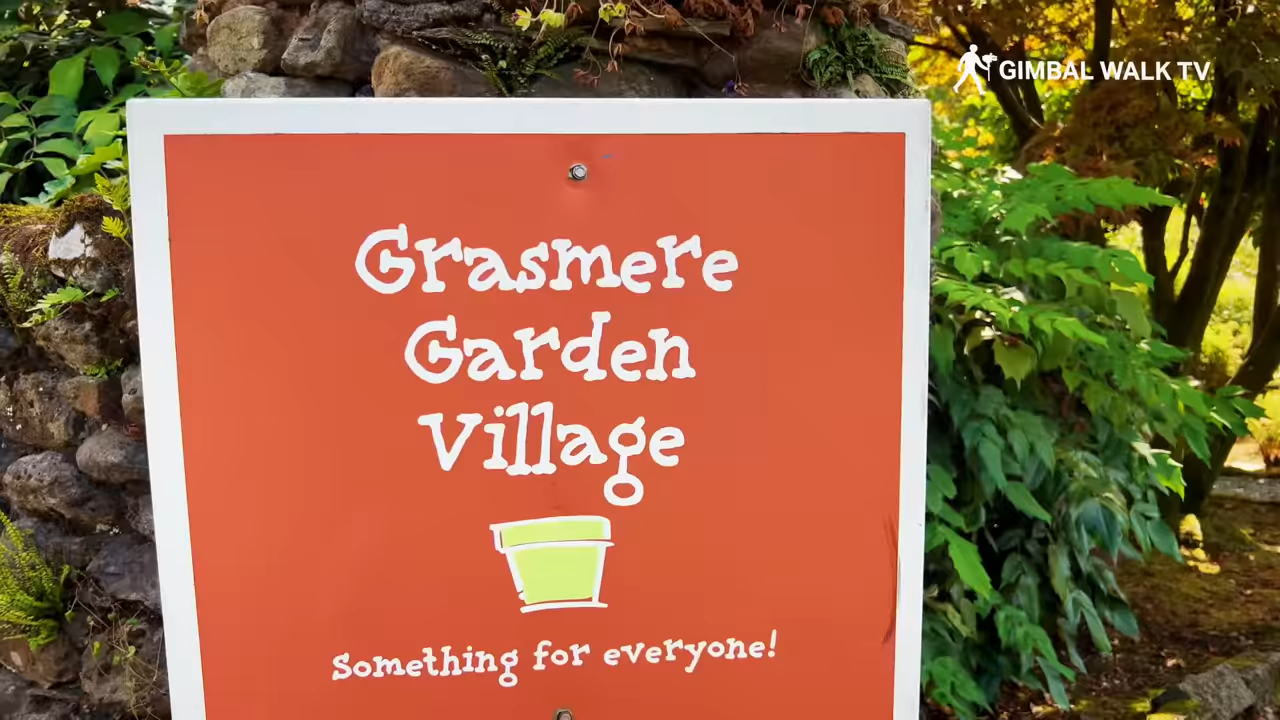 GIMBAL WALK TV
Grasmere
Garden
Village
Something for everyone!